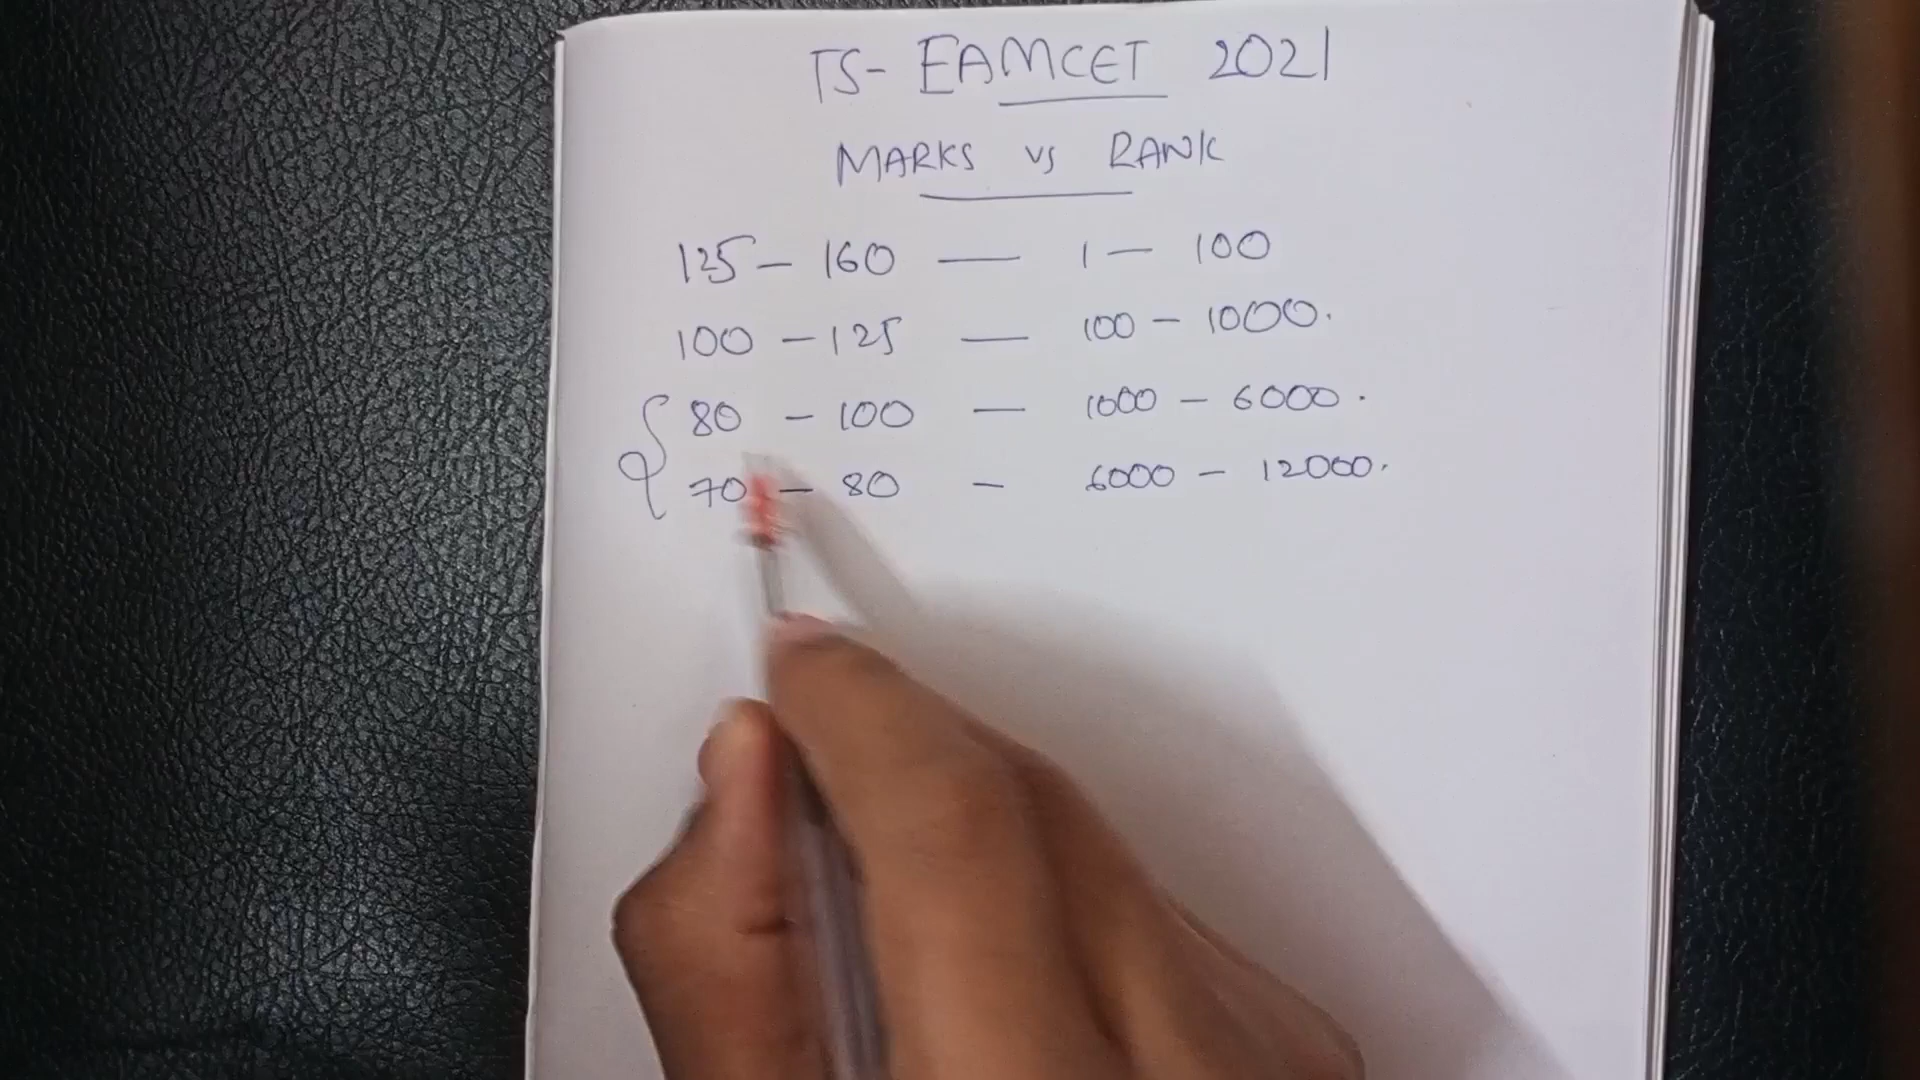 TS- EAMCET 2021
MARKS vs RANK
125 - 160 — 1 - 100
100 - 125 — 100 - 1000.
80 - 100 — 1000 - 6000.
70 - 80 - 6000 - 12000.